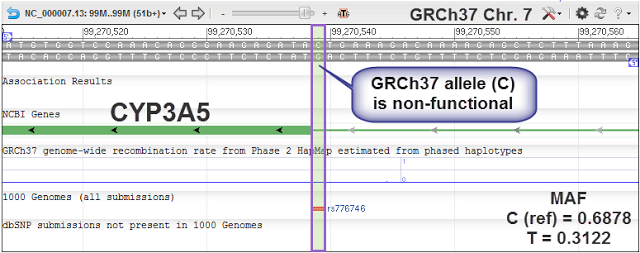 NC_000007.13: 99M..99M (51b+)
GRCh37 Chr. 7
99,270,520
99,270,530
99,270,540
99,270,550
99,270,560
Association Results
GRCh37 allele (C)
is non-functional
NCBI Genes
CYP3A5
GRCh37 genome-wide recombination rate from Phase 2 HapMap estimated from phased haplotypes
1
0
1000 Genomes (all submissions)
rs776746
dbSNP submissions not present in 1000 Genomes
MAF
C (ref) = 0.6878
T = 0.3122